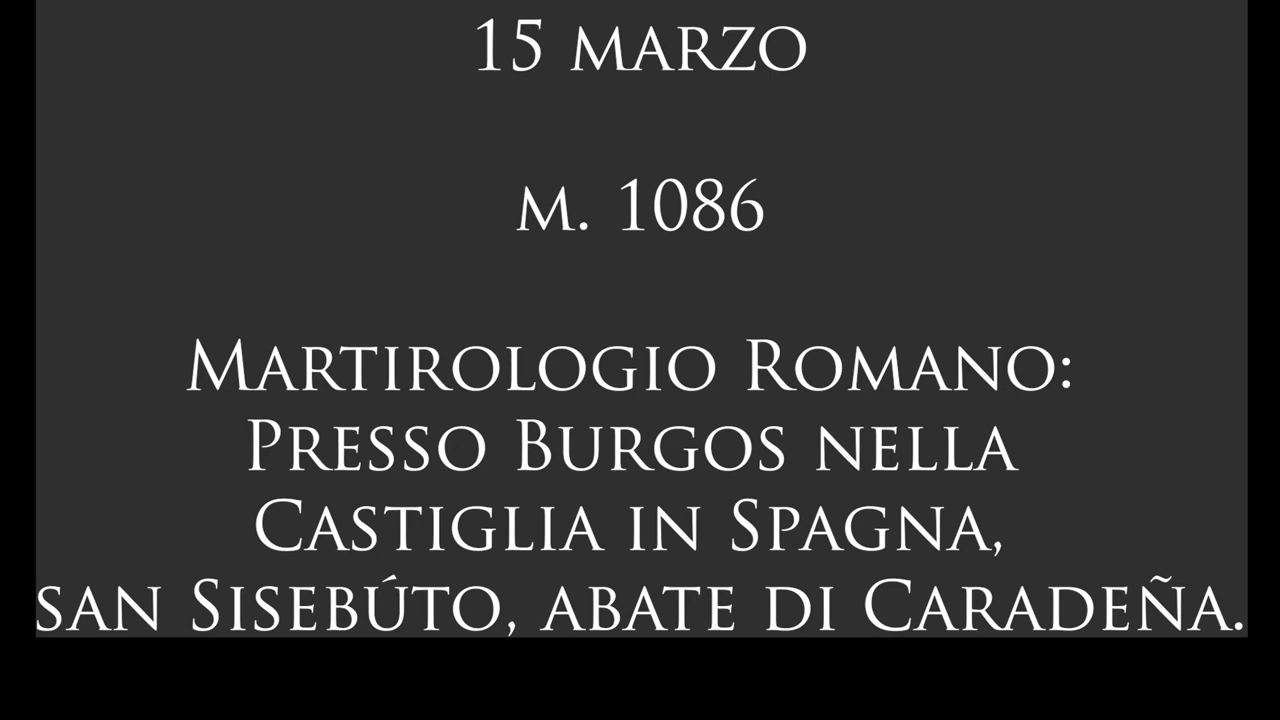 15 marzo
m. 1086
Martirologio Romano:
Presso Burgos nella
Castiglia in Spagna,
san Sisebúto, abate di Caradeña.